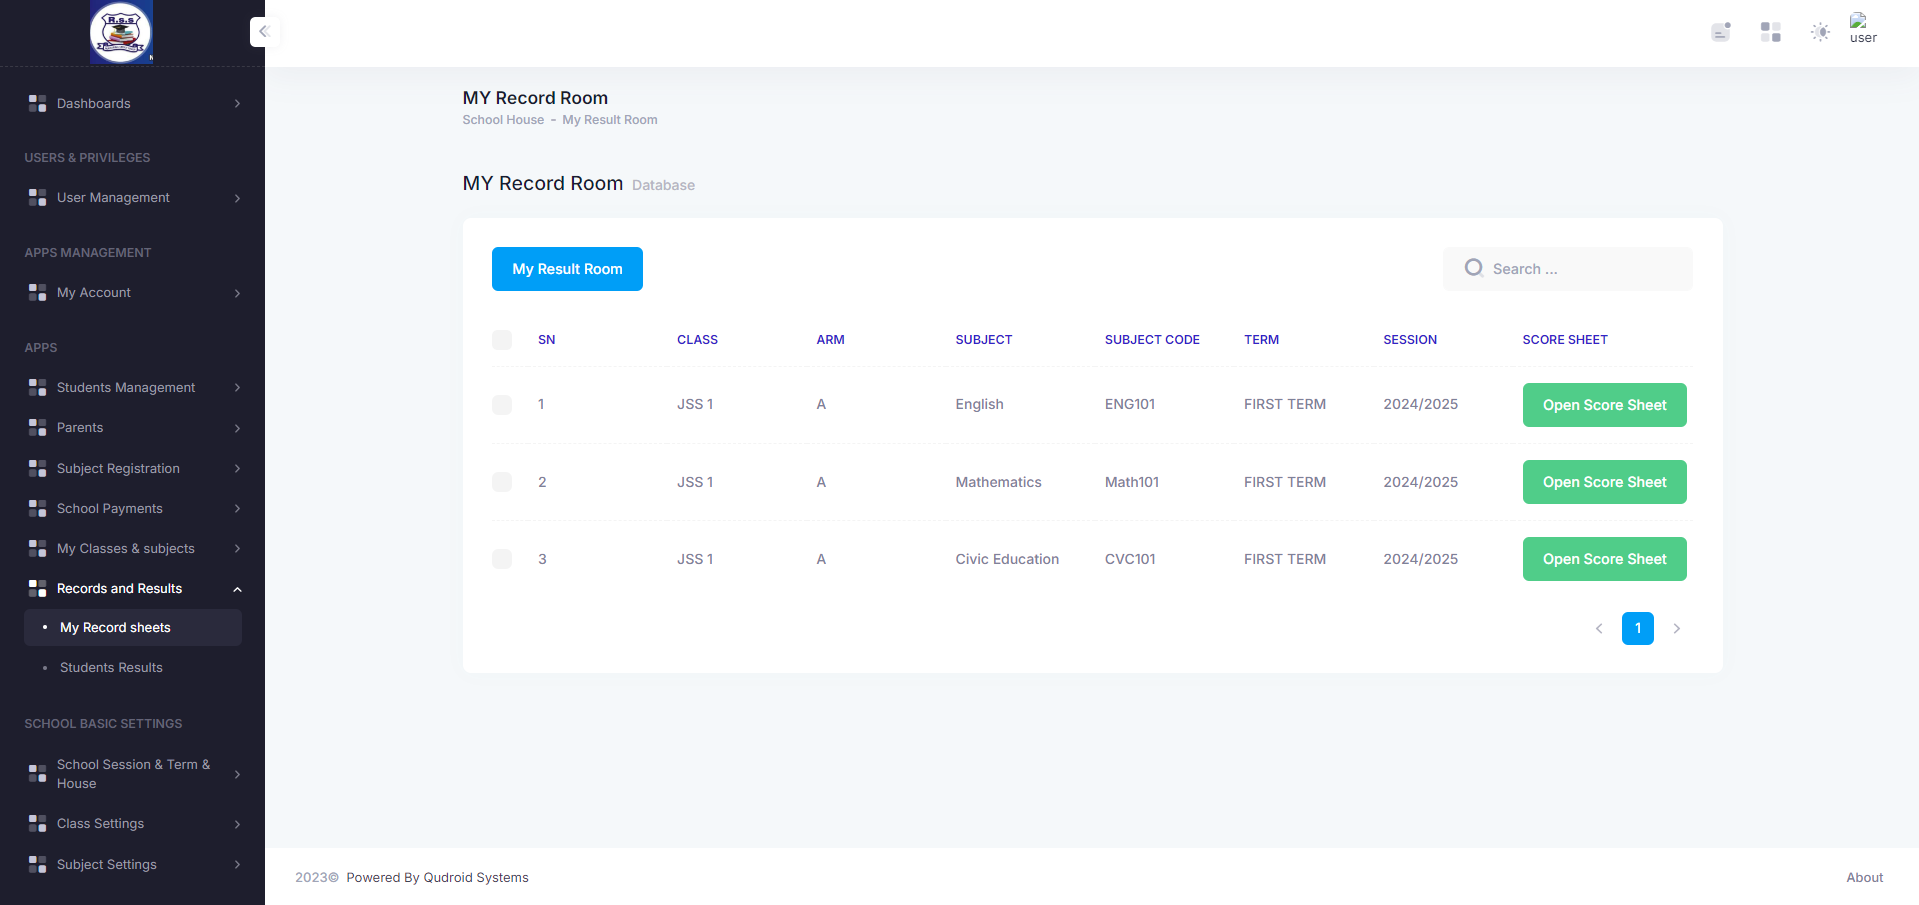 R.S.S
user
Dashboards
USERS & PRIVILEGES
User Management
APPS MANAGEMENT
My Account
APPS
Students Management
Parents
Subject Registration
School Payments
My Classes & subjects
Records and Results
My Record sheets
Students Results
SCHOOL BASIC SETTINGS
School Session & Term &
House
Class Settings
Subject Settings
MY Record Room
School House - My Result Room
MY Record Room Database
My Result Room
Search ...
SN CLASS ARM SUBJECT SUBJECT CODE TERM SESSION SCORE SHEET
1 JSS 1 A English ENG101 FIRST TERM 2024/2025 Open Score Sheet
2 JSS 1 A Mathematics Math101 FIRST TERM 2024/2025 Open Score Sheet
3 JSS 1 A Civic Education CVC101 FIRST TERM 2024/2025 Open Score Sheet
1
2023© Powered By Qudroid Systems
About